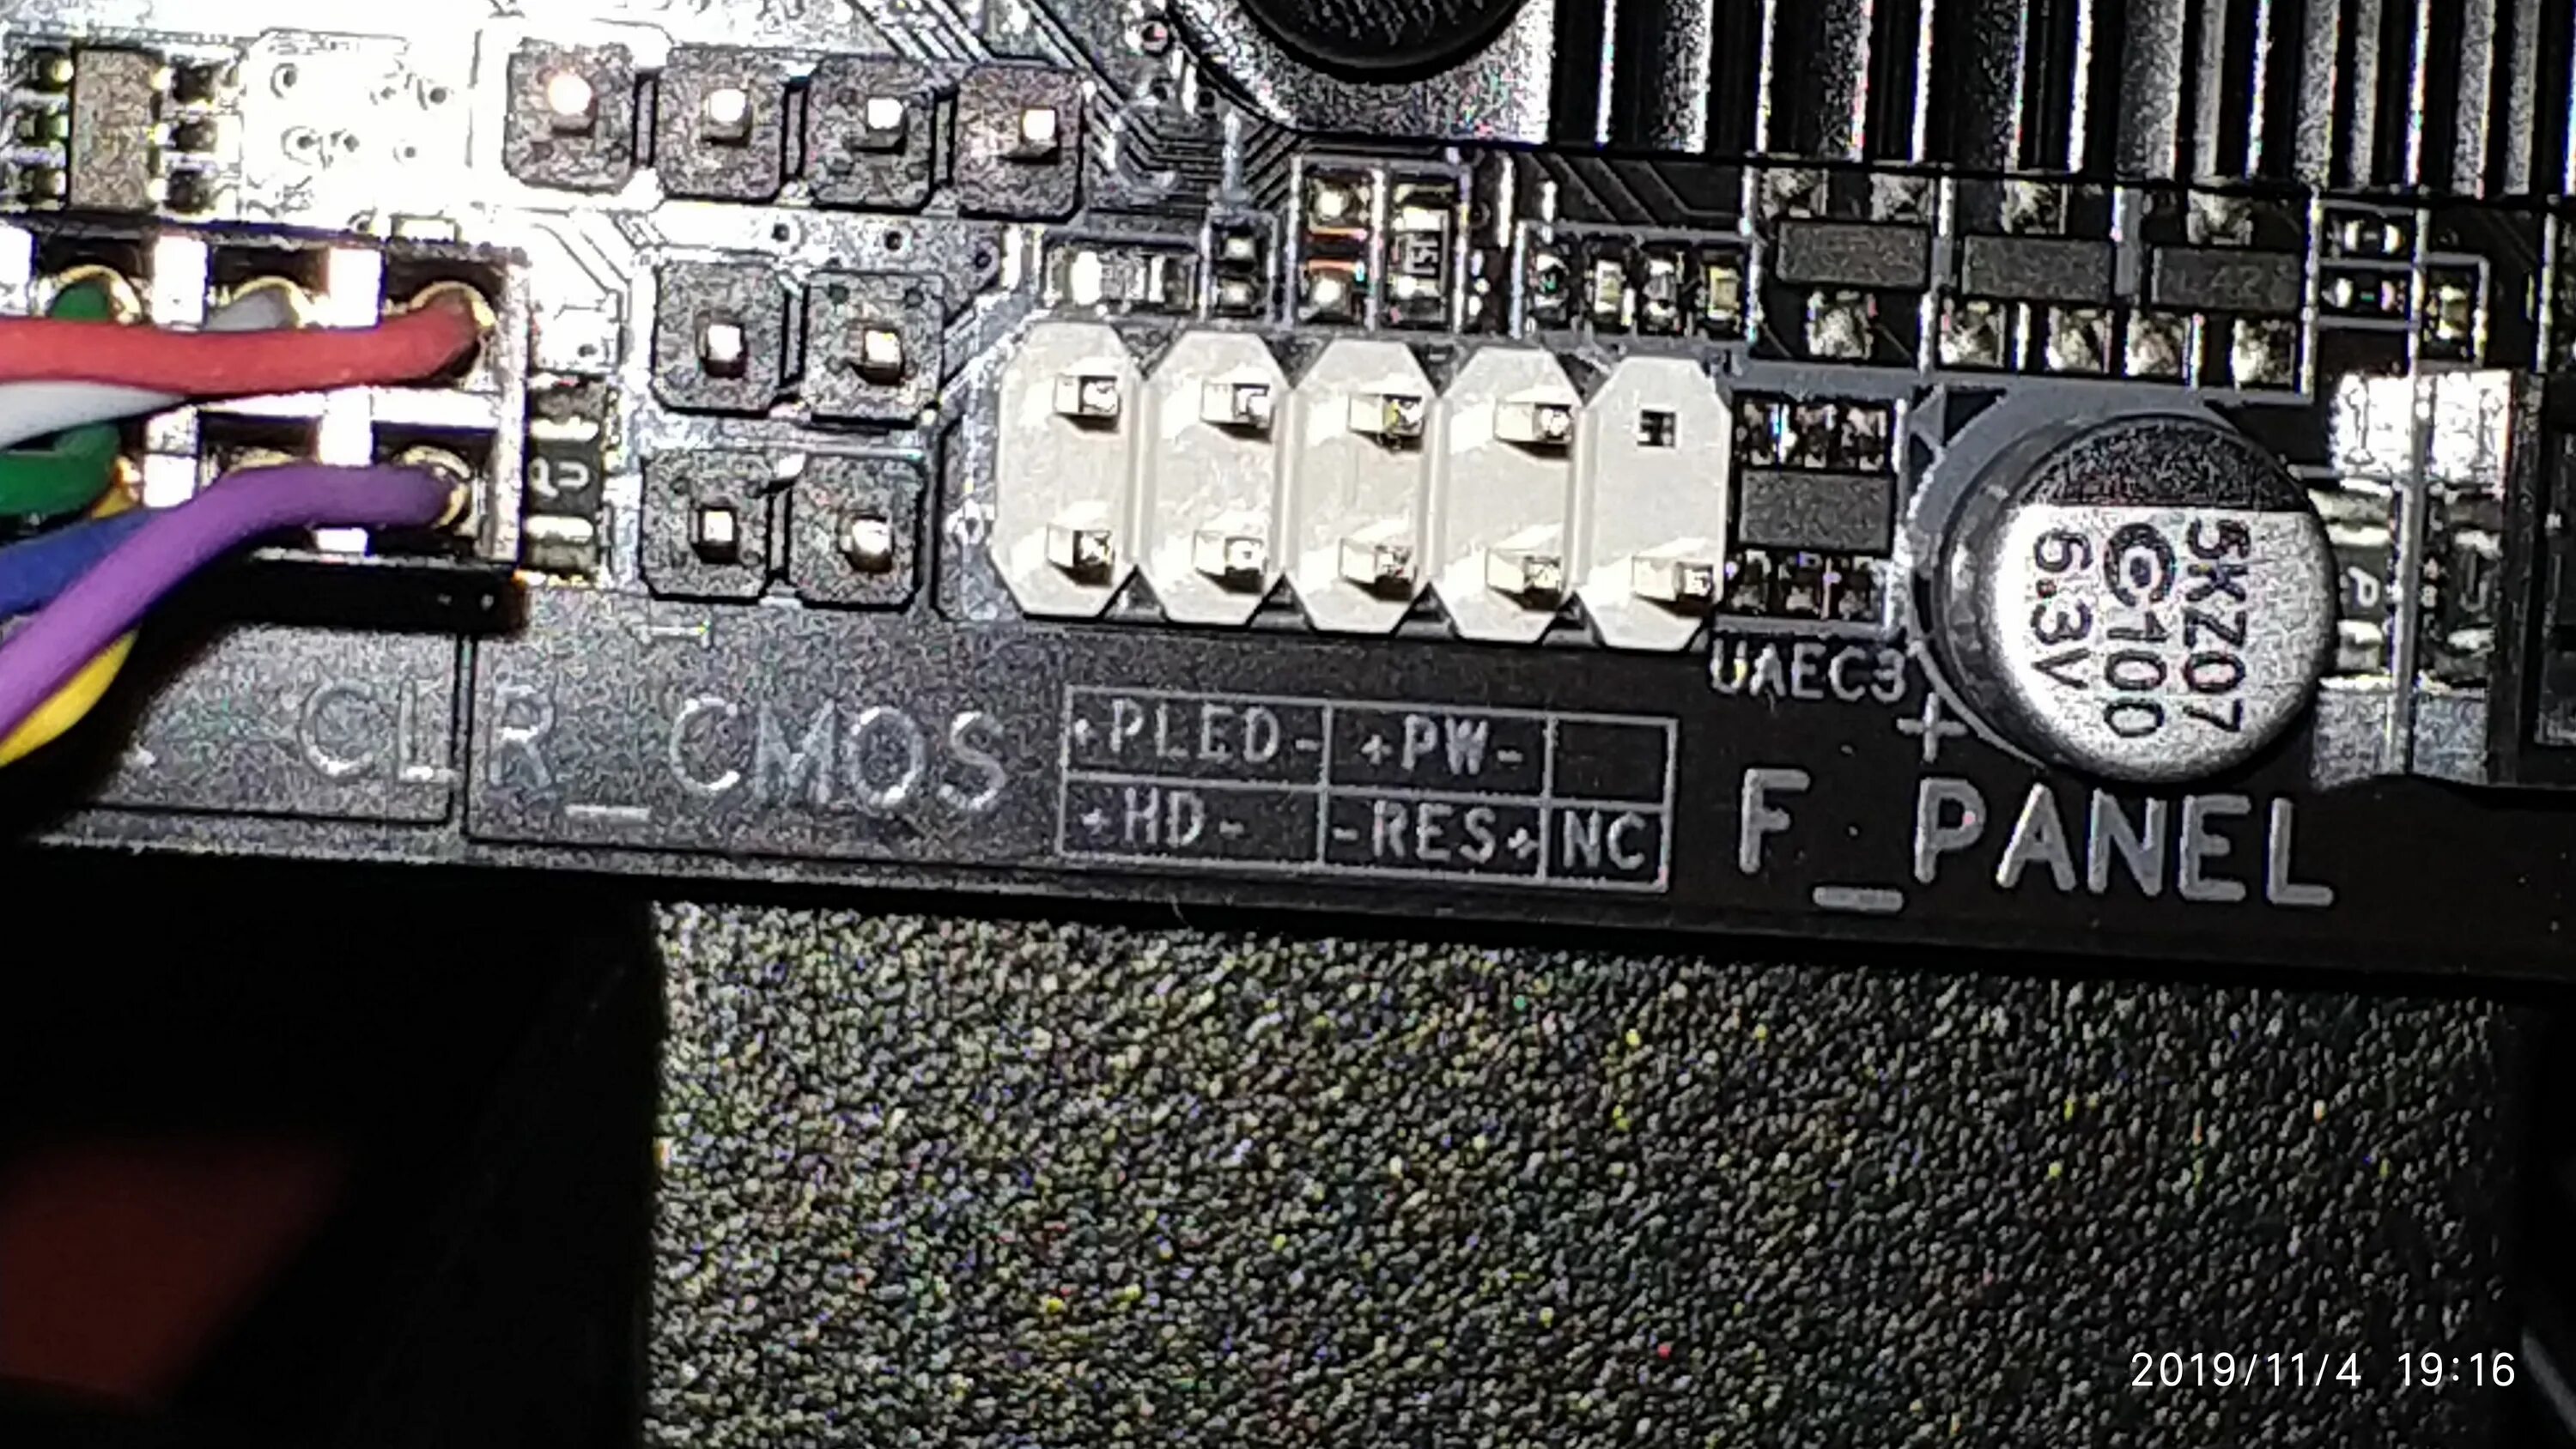 UAEC3
+
5KZ07
C100
6.3V
CLR_CMOS
+PLED- +PW-
+HD- -RES+ NC
F_PANEL
2019/11/4 19:16